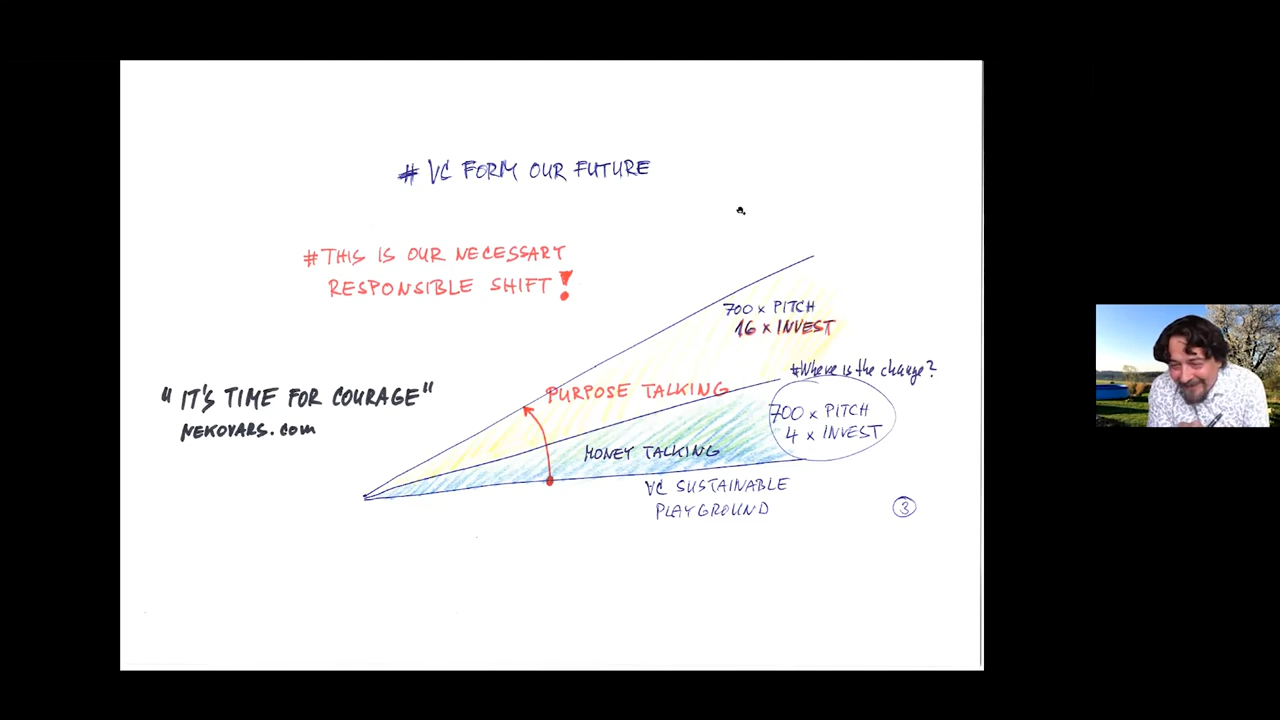 # VC FORM OUR FUTURE
# THIS IS OUR NECESSARY
RESPONSIBLE SHIFT!
700 x PITCH
16 x INVEST
#Where is the change?
PURPOSE TALKING
"IT'S TIME FOR COURAGE"
NEKOVARS.com
700 x PITCH
4 x INVEST
MONEY TALKING
VC SUSTAINABLE
PLAYGROUND
3